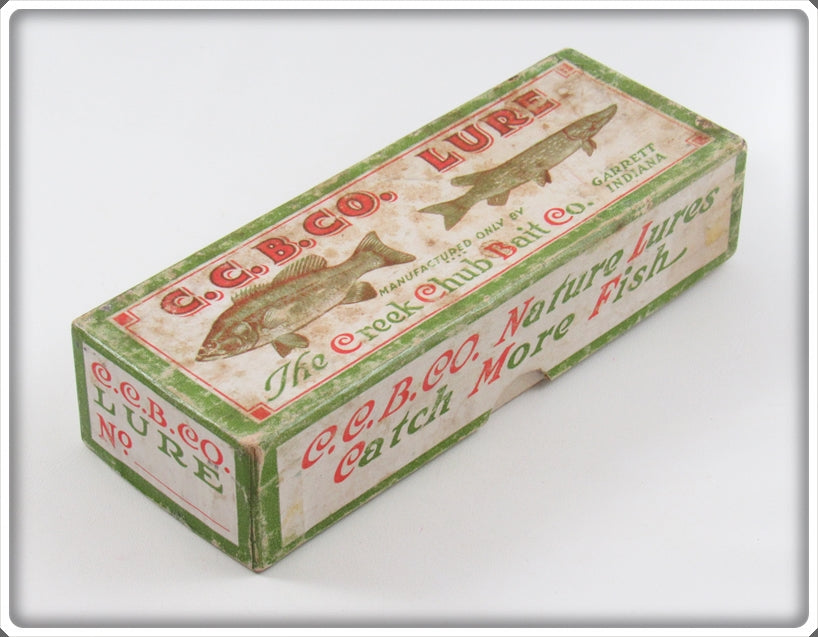 C.C.B.CO. LURE
MANUFACTURED ONLY BY
The Creek Chub Bait Co.
GARRETT
INDIANA
C.C.B.CO.
LURE
No.
C.C.B.CO. Nature Lures
Catch More Fish